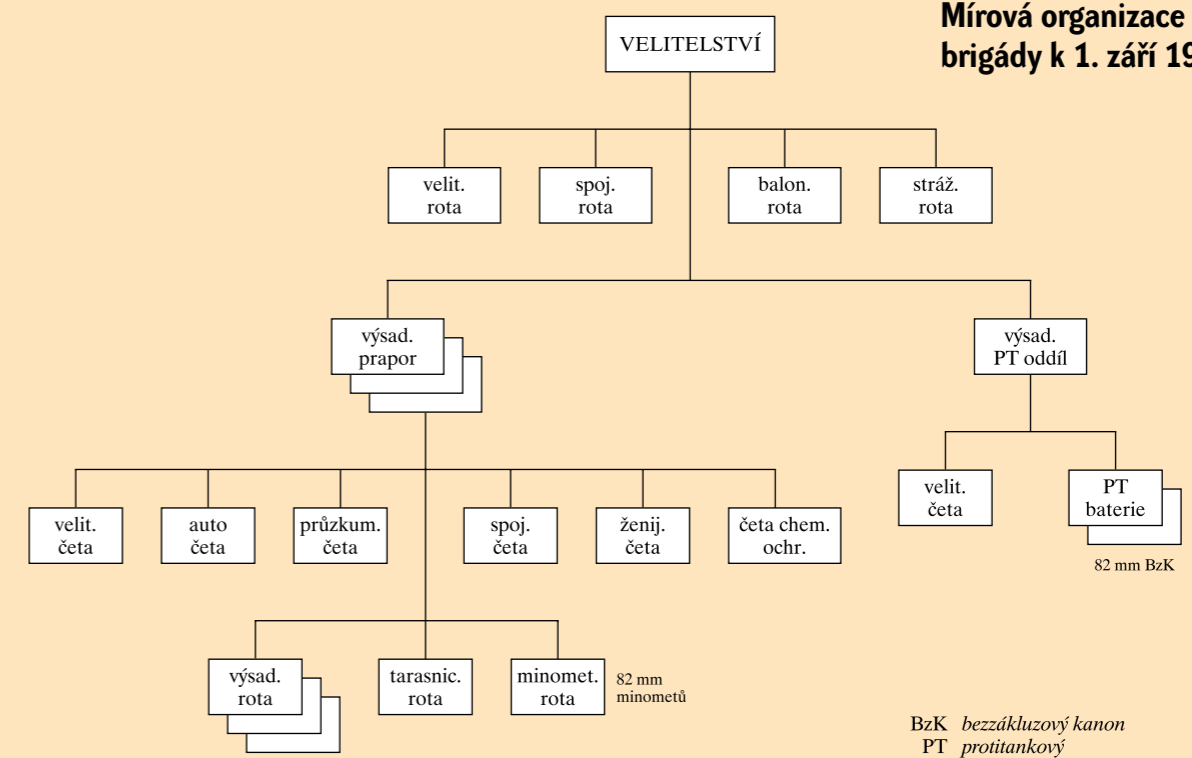 Mírová organizace
brigády k 1. září 19
VELITELSTVÍ
velit.
rota
spoj.
rota
balon.
rota
stráž.
rota
výsad.
prapor
výsad.
PT oddíl
velit.
četa
PT
baterie
82 mm BzK
velit.
četa
auto
četa
průzkum.
četa
spoj.
četa
ženij.
četa
četa chem.
ochr.
výsad.
rota
tarasnic.
rota
minomet.
rota
82 mm
minometů
BzK bezzákluzový kanon
PT protitankový